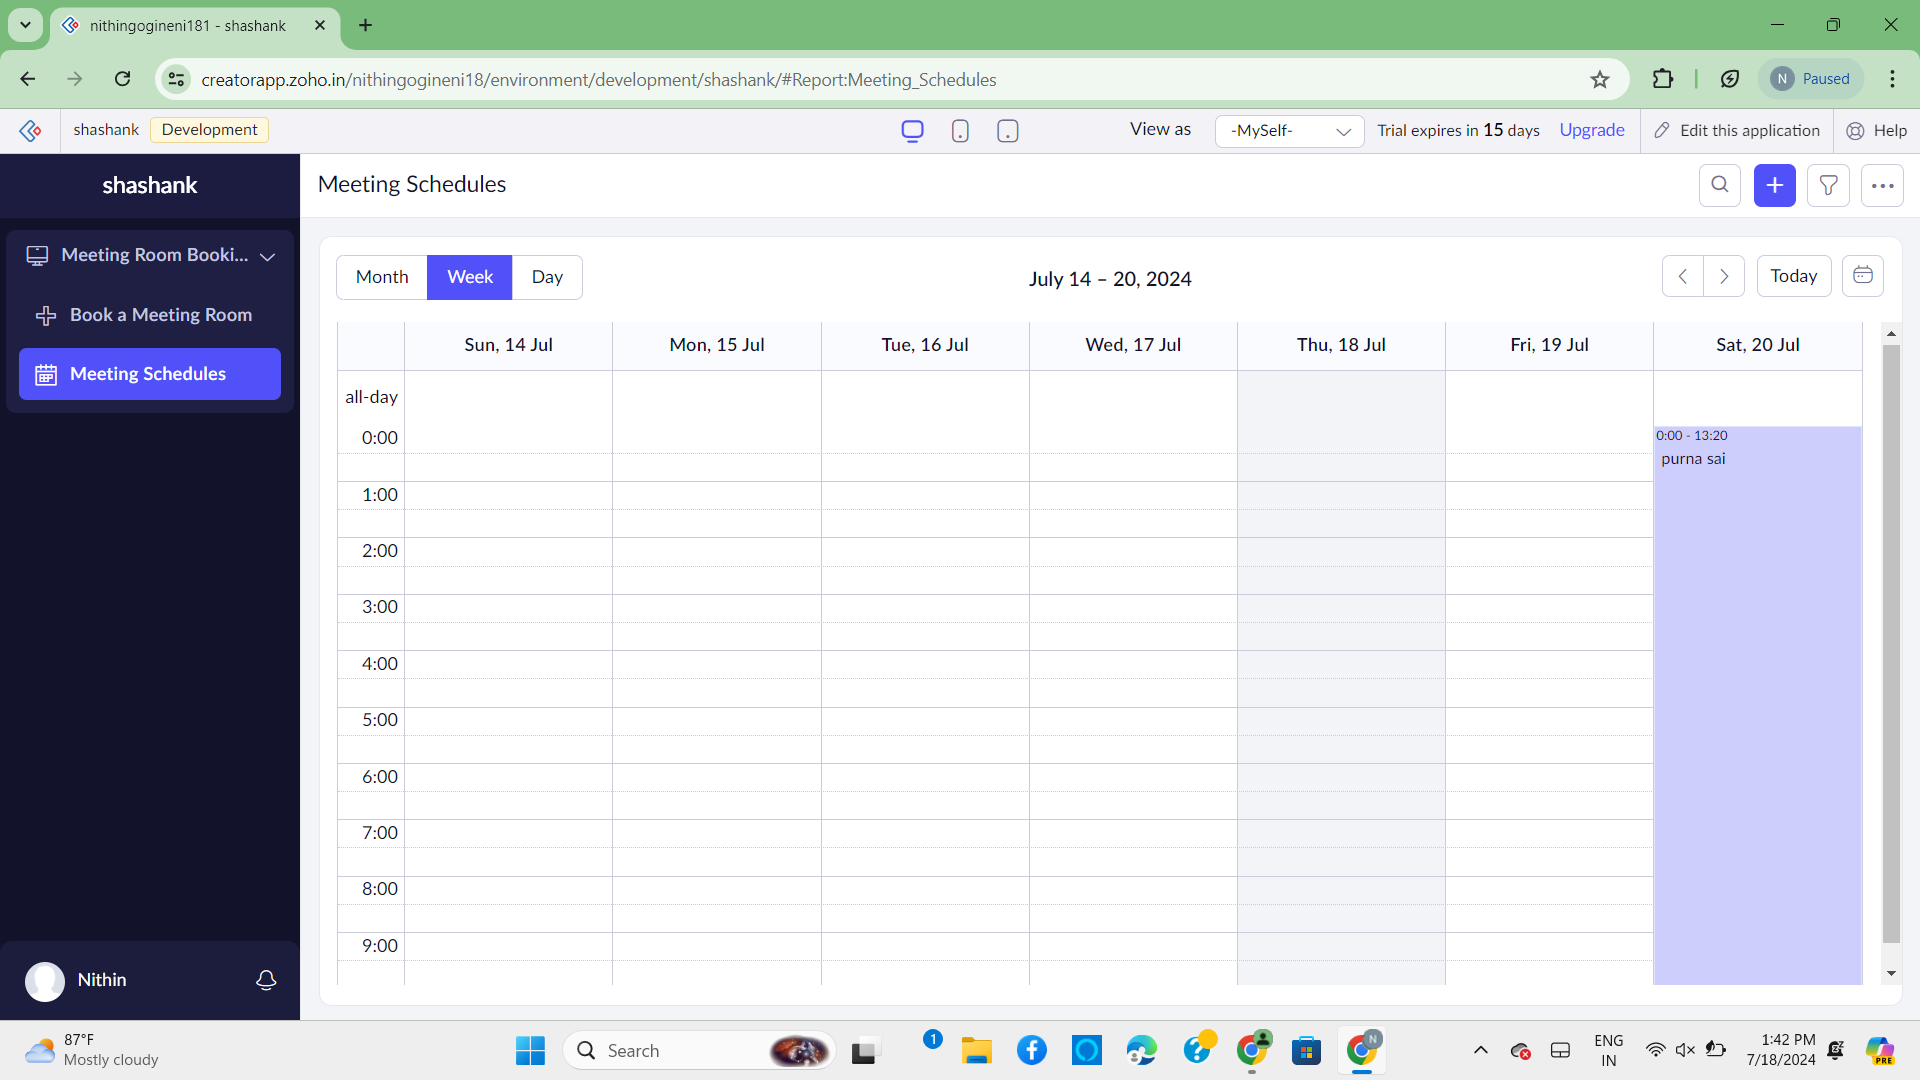 nithingogineni181 - shashank
creatorapp.zoho.in/nithingogineni18/environment/development/shashank/#Report:Meeting_Schedules
N Paused
shashank Development View as -MySelf- Trial expires in 15 days Upgrade Edit this application Help
shashank
Meeting Room Booki...
Book a Meeting Room
Meeting Schedules
Nithin
Meeting Schedules
Month Week Day July 14 – 20, 2024 Today
Sun, 14 Jul Mon, 15 Jul Tue, 16 Jul Wed, 17 Jul Thu, 18 Jul Fri, 19 Jul Sat, 20 Jul
all-day
0:00 0:00 - 13:20
purna sai
1:00
2:00
3:00
4:00
5:00
6:00
7:00
8:00
9:00
87°F
Mostly cloudy
Search
1
N
PRE
ENG
IN
1:42 PM
7/18/2024